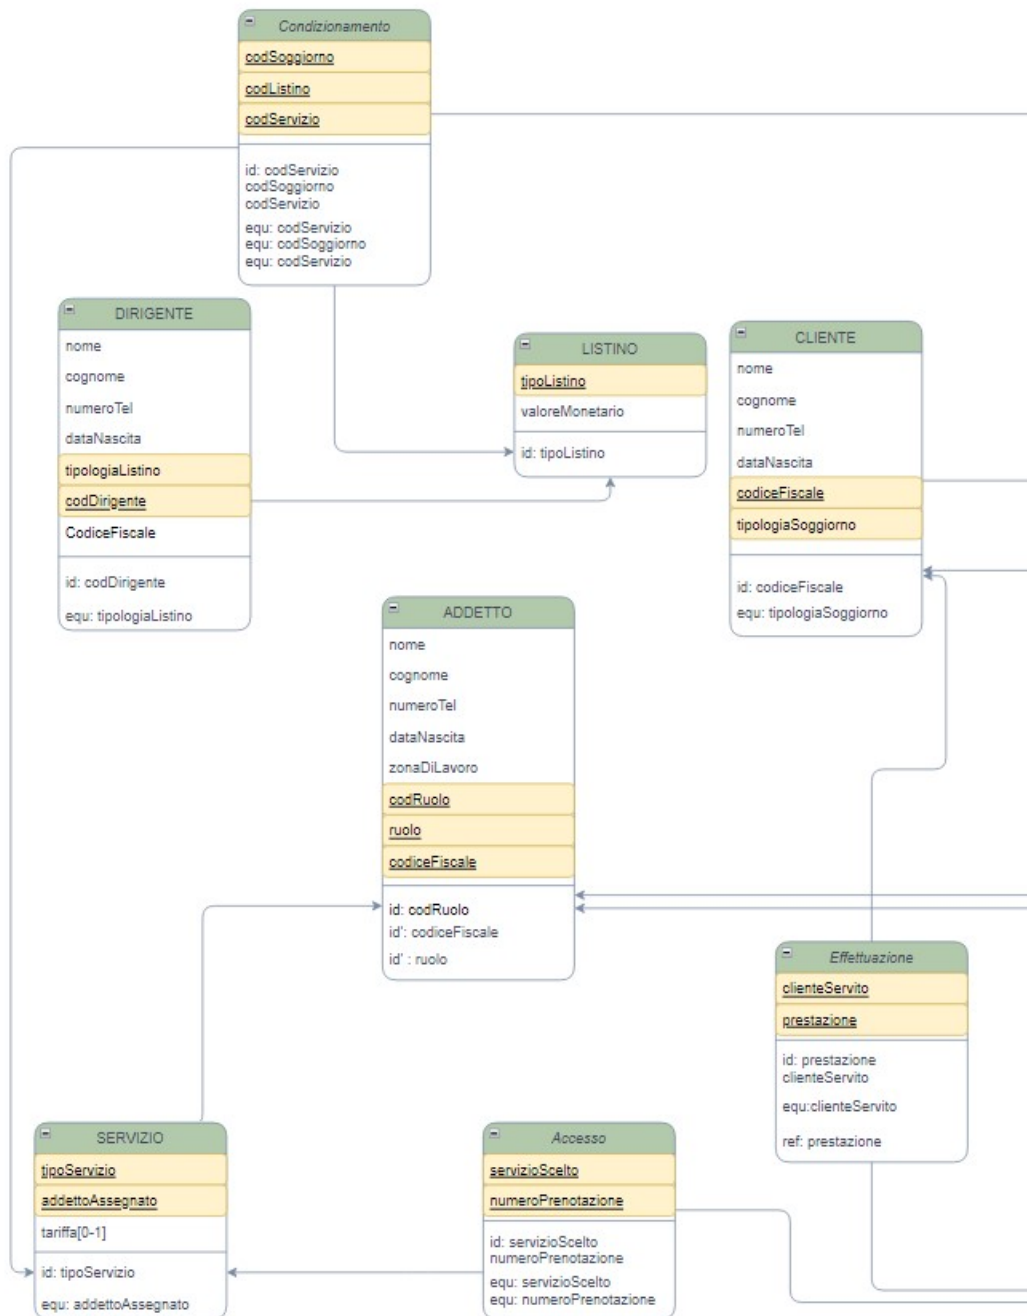 Condizionamento
codSoggiorno
codListino
codServizio
id: codServizio
codSoggiorno
codServizio
equ: codServizio
equ: codSoggiorno
equ: codServizio
DIRIGENTE
nome
cognome
numeroTel
dataNascita
tipologiaListino
codDirigente
CodiceFiscale
id: codDirigente
equ: tipologiaListino
LISTINO
tipoListino
valoreMonetario
id: tipoListino
CLIENTE
nome
cognome
numeroTel
dataNascita
codiceFiscale
tipologiaSoggiorno
id: codiceFiscale
equ: tipologiaSoggiorno
ADDETTO
nome
cognome
numeroTel
dataNascita
zonaDiLavoro
codRuolo
ruolo
codiceFiscale
id: codRuolo
id': codiceFiscale
id' : ruolo
Effettuazione
clienteServito
prestazione
id: prestazione
clienteServito
equ:clienteServito
ref: prestazione
SERVIZIO
tipoServizio
addettoAssegnato
tariffa[0-1]
id: tipoServizio
equ: addettoAssegnato
Accesso
servizioScelto
numeroPrenotazione
id: servizioScelto
numeroPrenotazione
equ: servizioScelto
equ: numeroPrenotazione